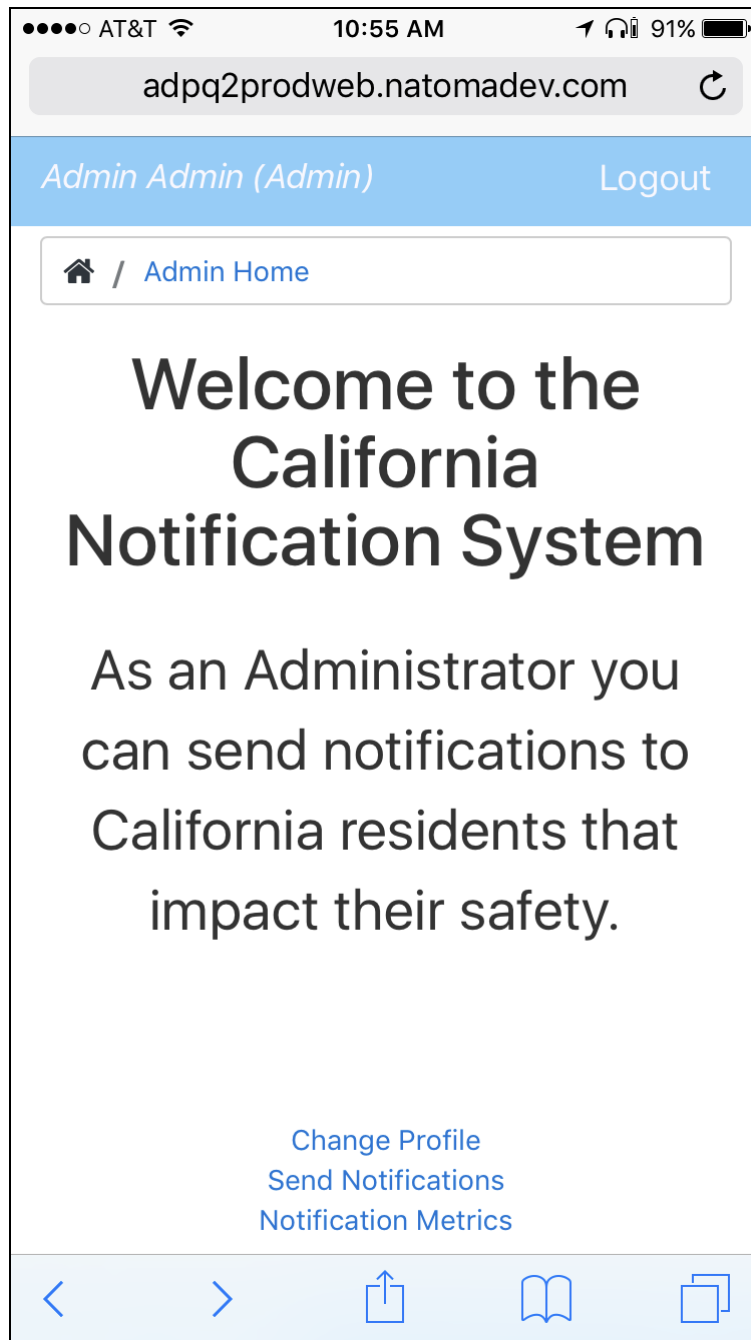 AT&T 10:55 AM 91%
adpq2prodweb.natomadev.com
Admin Admin (Admin) Logout
/ Admin Home
Welcome to the
California
Notification System
As an Administrator you
can send notifications to
California residents that
impact their safety.
Change Profile
Send Notifications
Notification Metrics